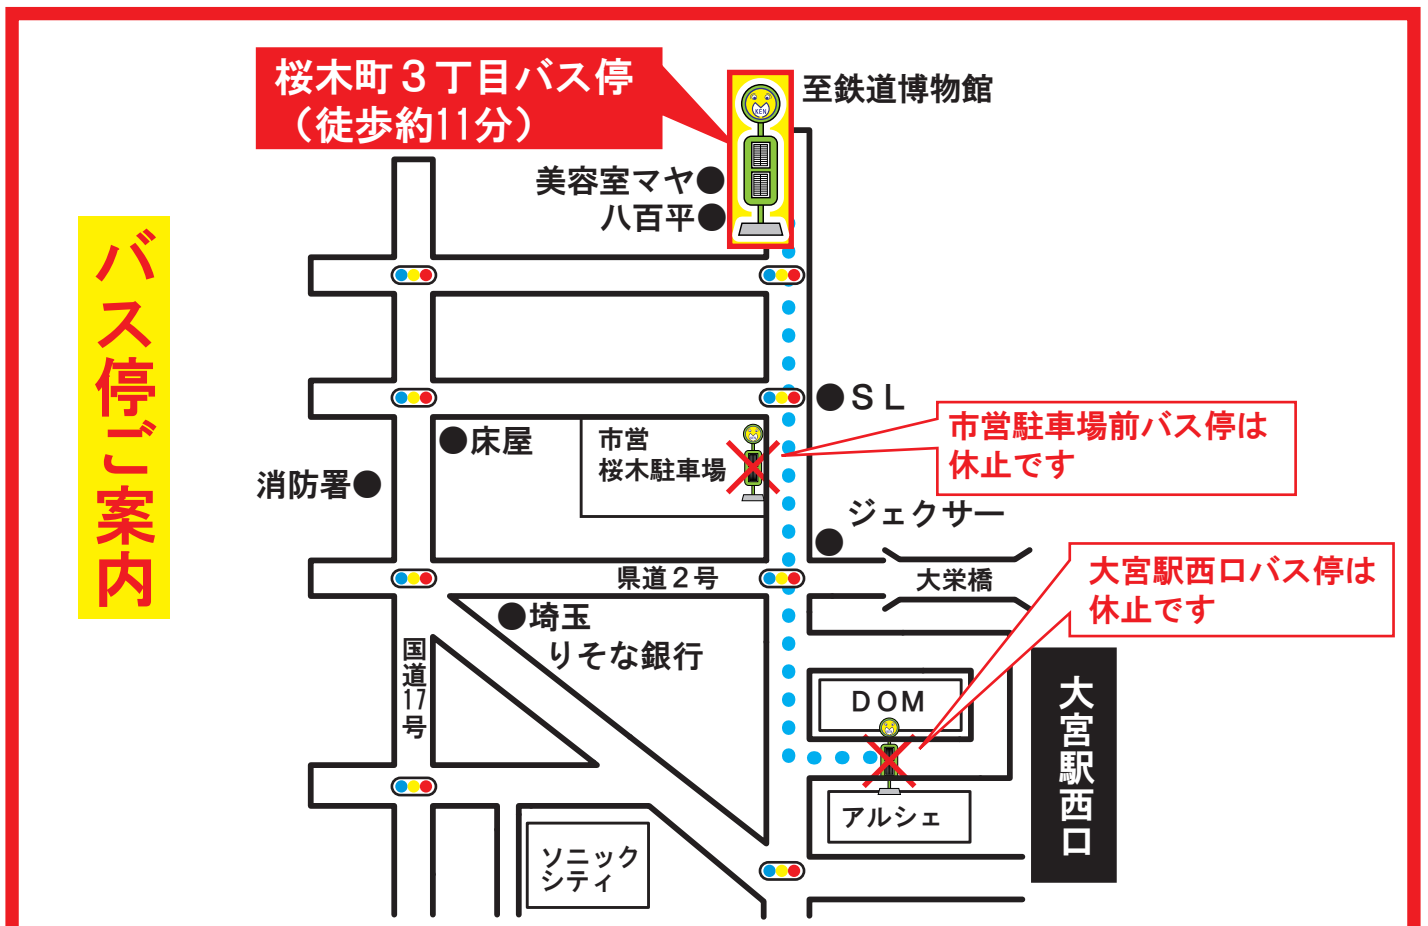 桜木町３丁目バス停
（徒歩約11分）
至鉄道博物館
美容室マヤ
八百平
バス停ご案内
ＳＬ
市営駐車場前バス停は
休止です
床屋
市営
桜木駐車場
消防署
ジェクサー
県道２号
大栄橋
大宮駅西口バス停は
休止です
埼玉
りそな銀行
国道17号
DOM
大宮駅西口
アルシェ
ソニック
シティ
KEN